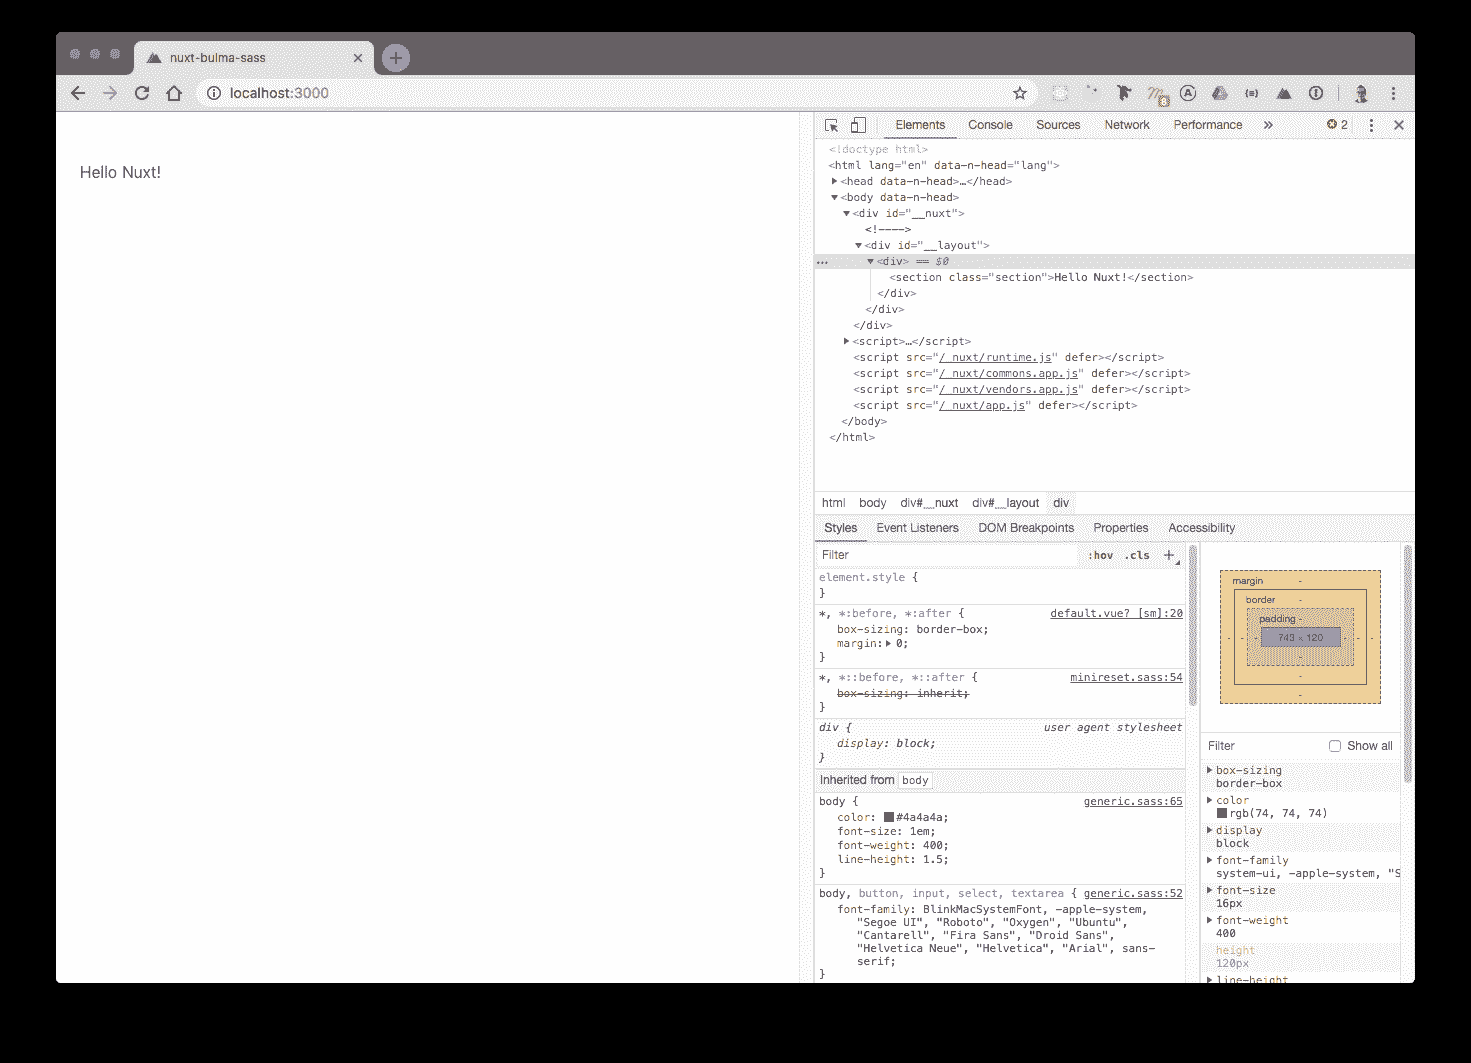 nuxt-bulma-sass
localhost:3000
Elements Console Sources Network Performance » 2
Hello Nuxt!
<!doctype html>
<html lang="en" data-n-head="lang">
<head data-n-head>…</head>
<body data-n-head>
<div id="__nuxt">
<!---->
<div id="__layout">
<div> == $0
<section class="section">Hello Nuxt!</section>
</div>
</div>
</div>
<script>…</script>
<script src="/_nuxt/runtime.js" defer></script>
<script src="/_nuxt/commons.app.js" defer></script>
<script src="/_nuxt/vendors.app.js" defer></script>
<script src="/_nuxt/app.js" defer></script>
</body>
</html>
html body div#__nuxt div#__layout div
Styles Event Listeners DOM Breakpoints Properties Accessibility
Filter :hov .cls +
element.style {
}
*, *:before, *:after { default.vue? [sm]:20
box-sizing: border-box;
margin: 0;
}
*, *::before, *::after { minireset.sass:54
box-sizing: inherit;
}
div { user agent stylesheet
display: block;
}
Inherited from body
body { generic.sass:65
color: #4a4a4a;
font-size: 1em;
font-weight: 400;
line-height: 1.5;
}
body, button, input, select, textarea { generic.sass:52
font-family: BlinkMacSystemFont, -apple-system,
"Segoe UI", "Roboto", "Oxygen", "Ubuntu",
"Cantarell", "Fira Sans", "Droid Sans",
"Helvetica Neue", "Helvetica", "Arial", sans-
serif;
}
margin -
border -
padding -
- - - 743 × 120 - - -
-
-
-
Filter Show all
box-sizing
border-box
color
rgb(74, 74, 74)
display
block
font-family
system-ui, -apple-system, "S
font-size
16px
font-weight
400
height
120px
line-height